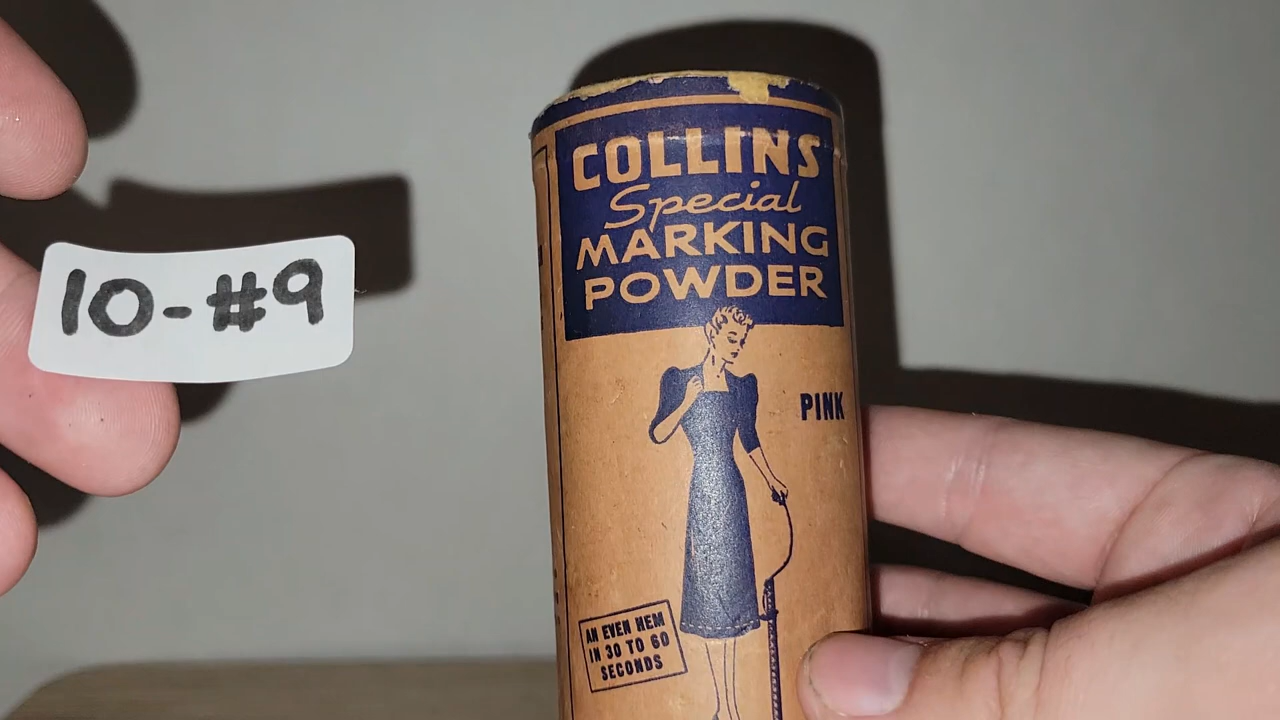 10-#9
COLLINS
Special
MARKING
POWDER
PINK
AN EVEN HEM
IN 30 TO 60
SECONDS